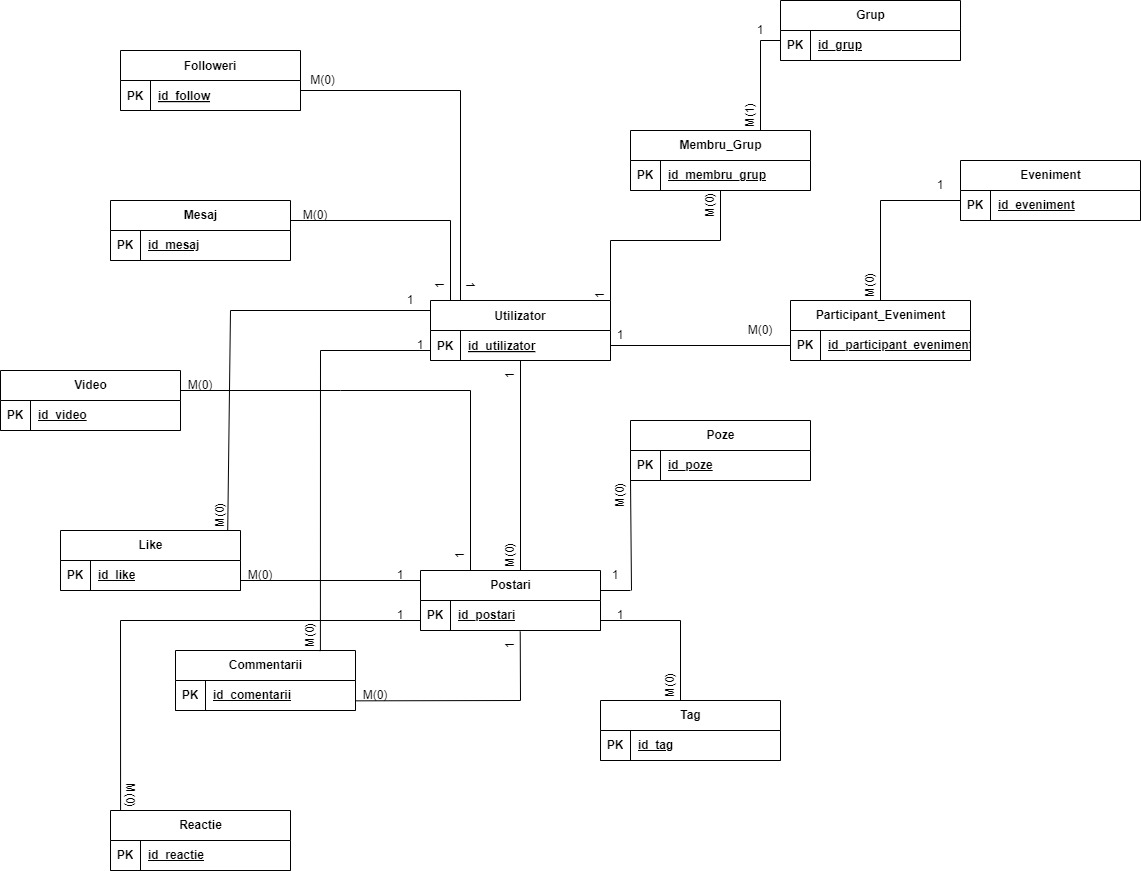 Grup
1
PK id_grup
Followeri
M(0)
PK id_follow
M(1)
Membru_Grup
PK id_membru_grup
Eveniment
1
PK id_eveniment
M(0)
Mesaj
M(0)
PK id_mesaj
1
1
1
M(0)
1
Utilizator
PK id_utilizator
1
1
M(0)
Participant_Eveniment
PK id_participant_eveniment
Video
M(0)
PK id_video
1
Poze
PK id_poze
M(0)
M(0)
Like
PK id_like
M(0)
1
1
M(0)
Postari
PK id_postari
1
1
1
1
M(0)
Commentarii
PK id_comentarii
M(0)
M(0)
Tag
PK id_tag
M(0)
Reactie
PK id_reactie